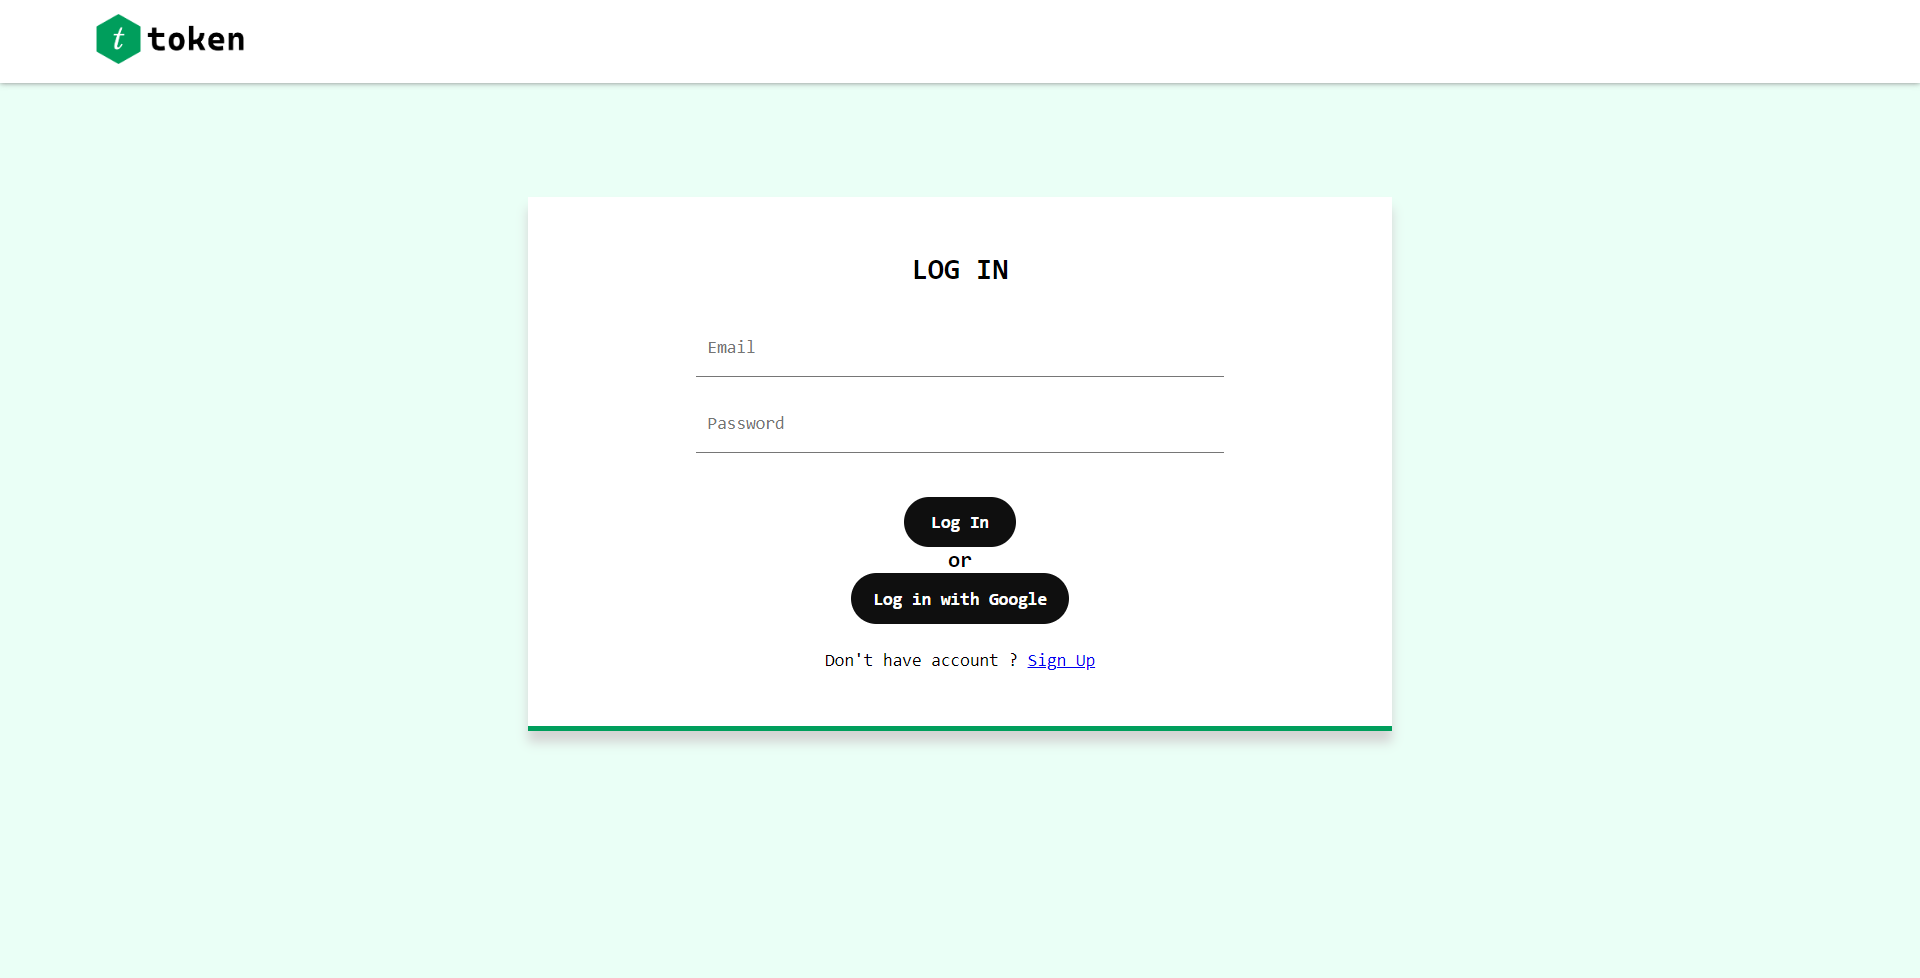 t token
LOG IN
Email
Password
Log In
or
Log in with Google
Don't have account ? Sign Up